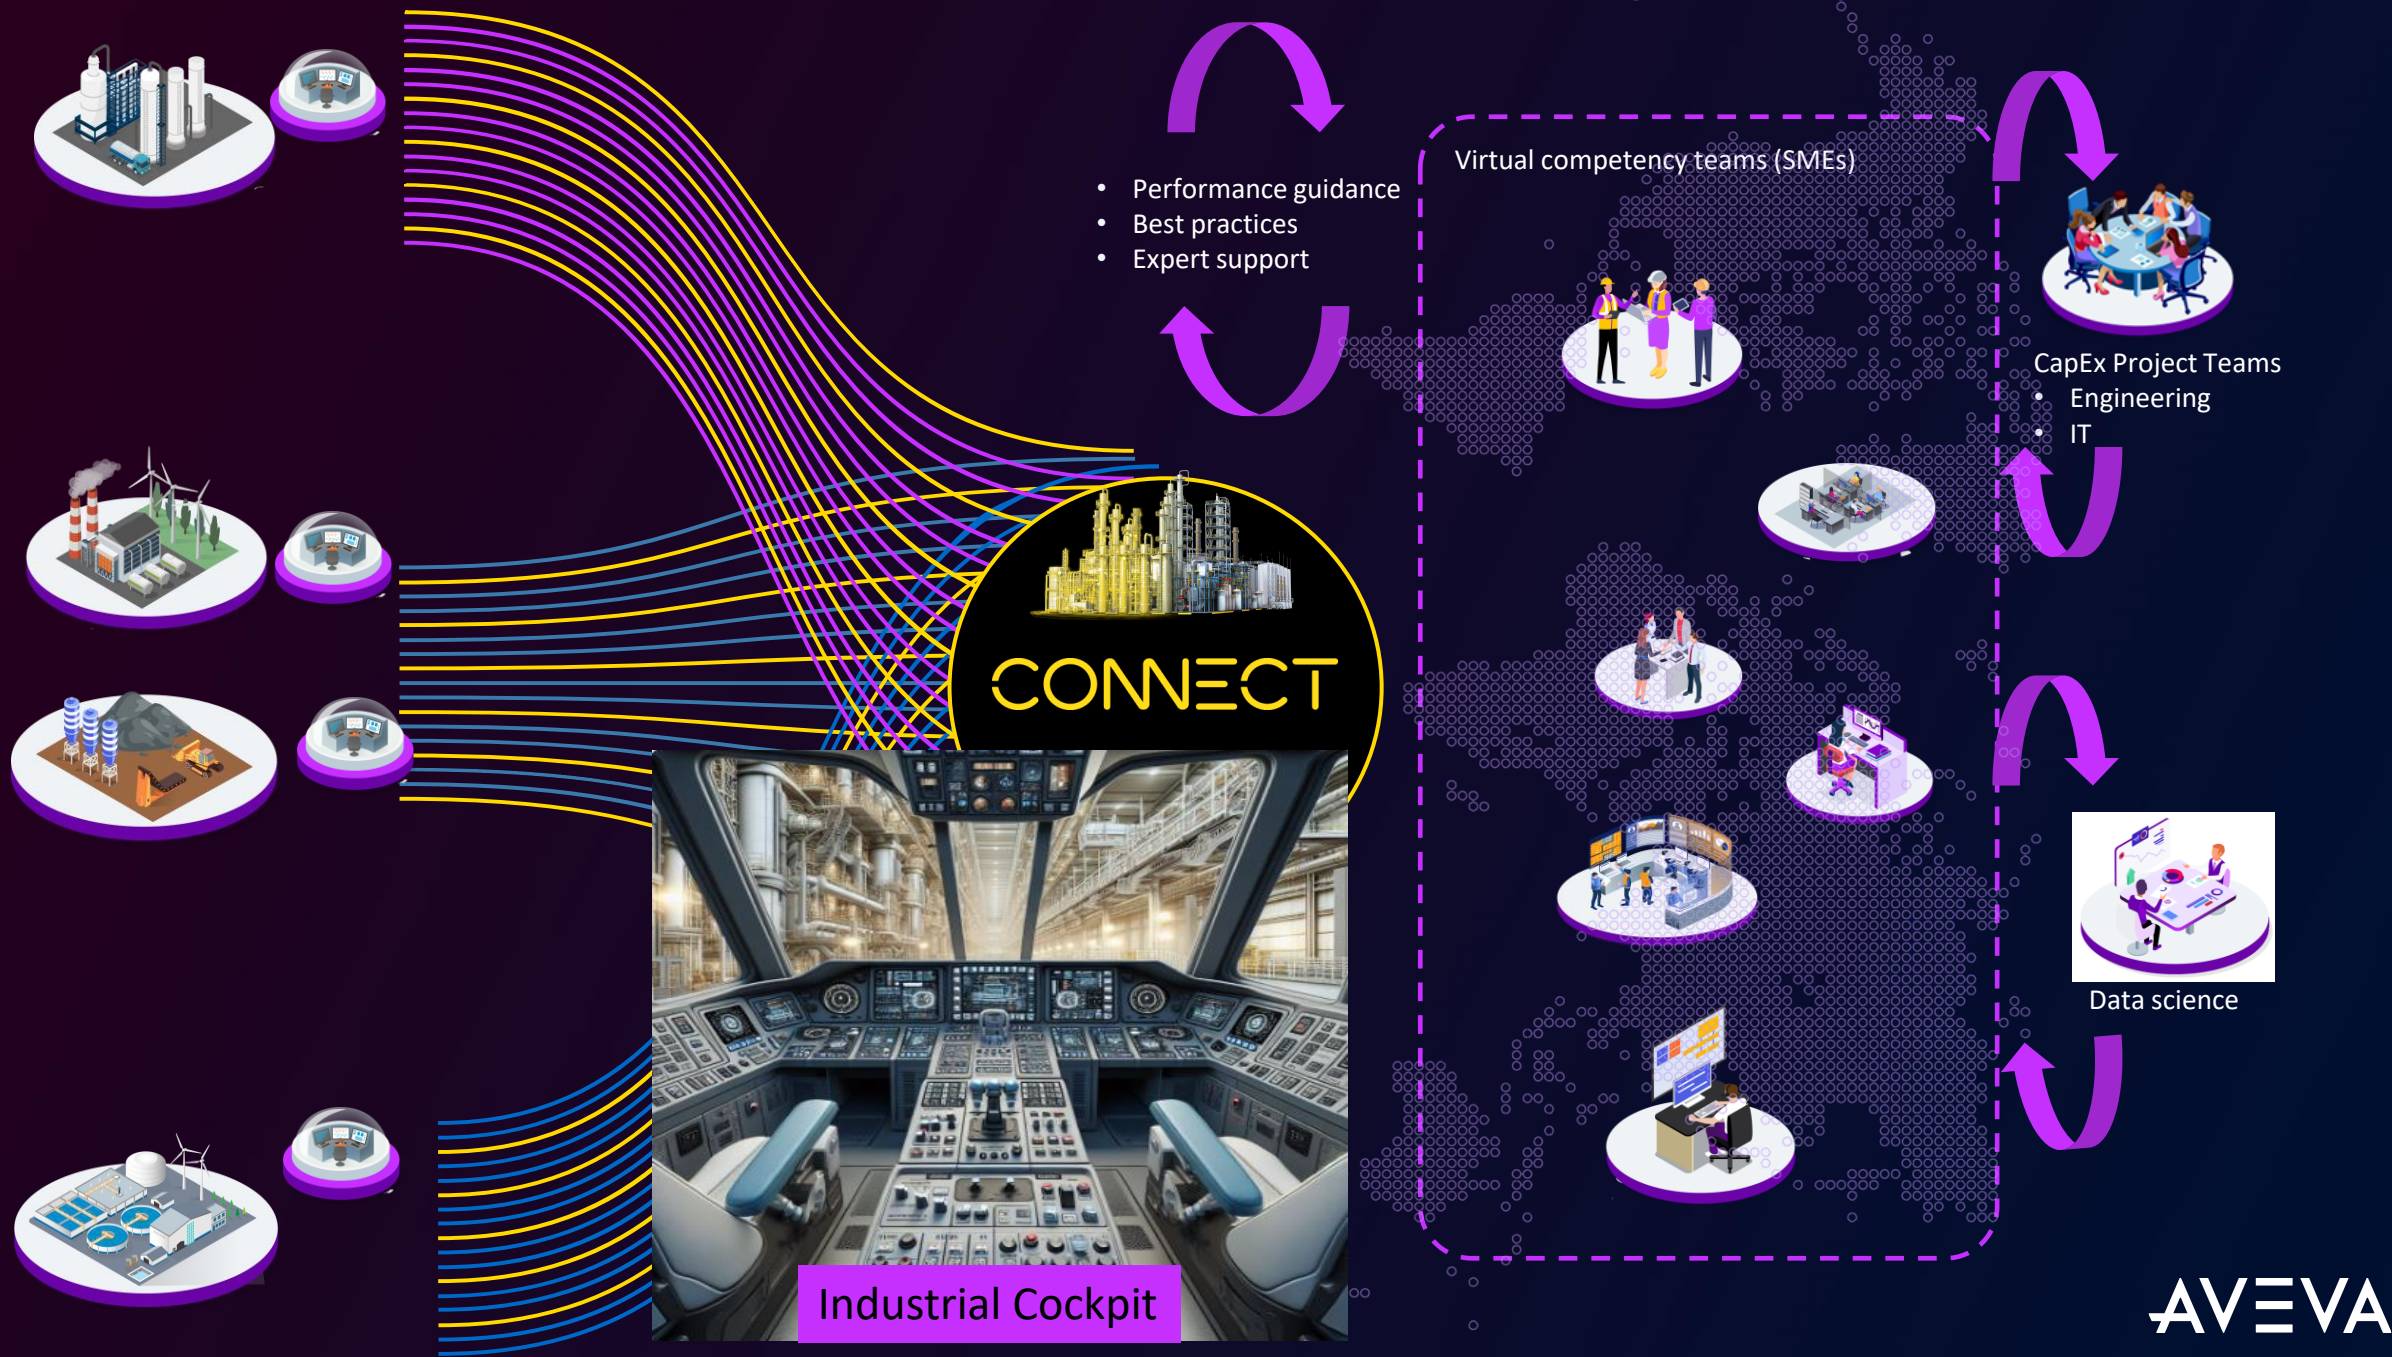 • Performance guidance
• Best practices
• Expert support
Virtual competency teams (SMEs)
CapEx Project Teams
• Engineering
• IT
CONNECT
Data science
Industrial Cockpit
AVEVA